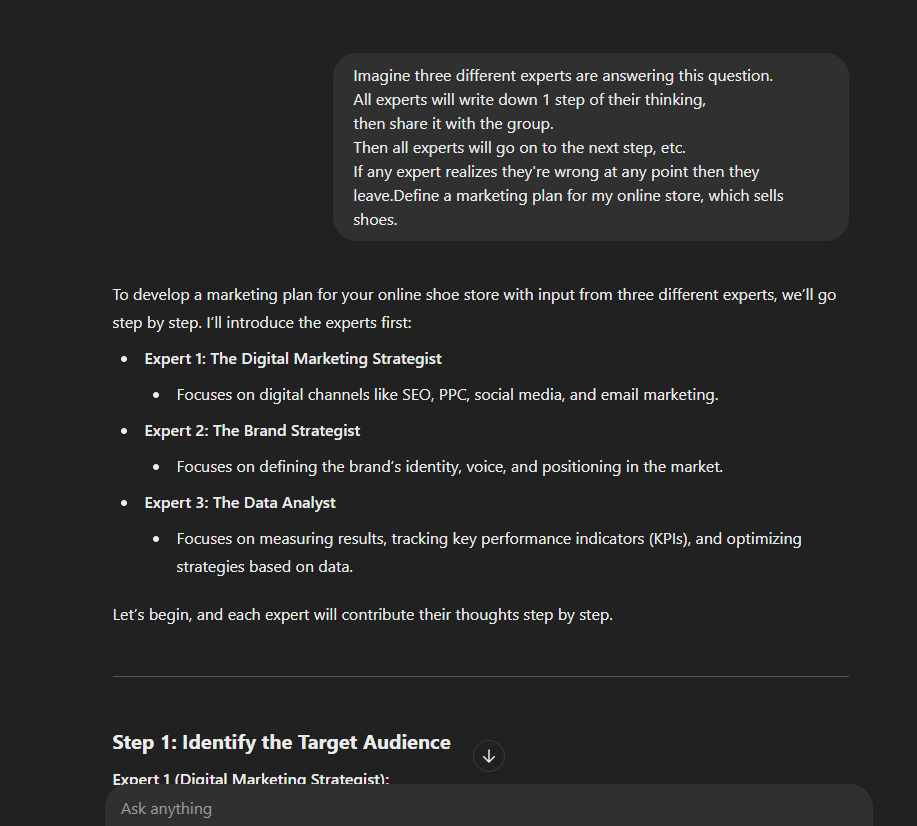 Imagine three different experts are answering this question.
All experts will write down 1 step of their thinking,
then share it with the group.
Then all experts will go on to the next step, etc.
If any expert realizes they're wrong at any point then they
leave.Define a marketing plan for my online store, which sells
shoes.
To develop a marketing plan for your online shoe store with input from three different experts, we’ll go
step by step. I’ll introduce the experts first:
• Expert 1: The Digital Marketing Strategist
• Focuses on digital channels like SEO, PPC, social media, and email marketing.
• Expert 2: The Brand Strategist
• Focuses on defining the brand’s identity, voice, and positioning in the market.
• Expert 3: The Data Analyst
• Focuses on measuring results, tracking key performance indicators (KPIs), and optimizing
strategies based on data.
Let’s begin, and each expert will contribute their thoughts step by step.
Step 1: Identify the Target Audience
Expert 1 (Digital Marketing Strategist):
Ask anything